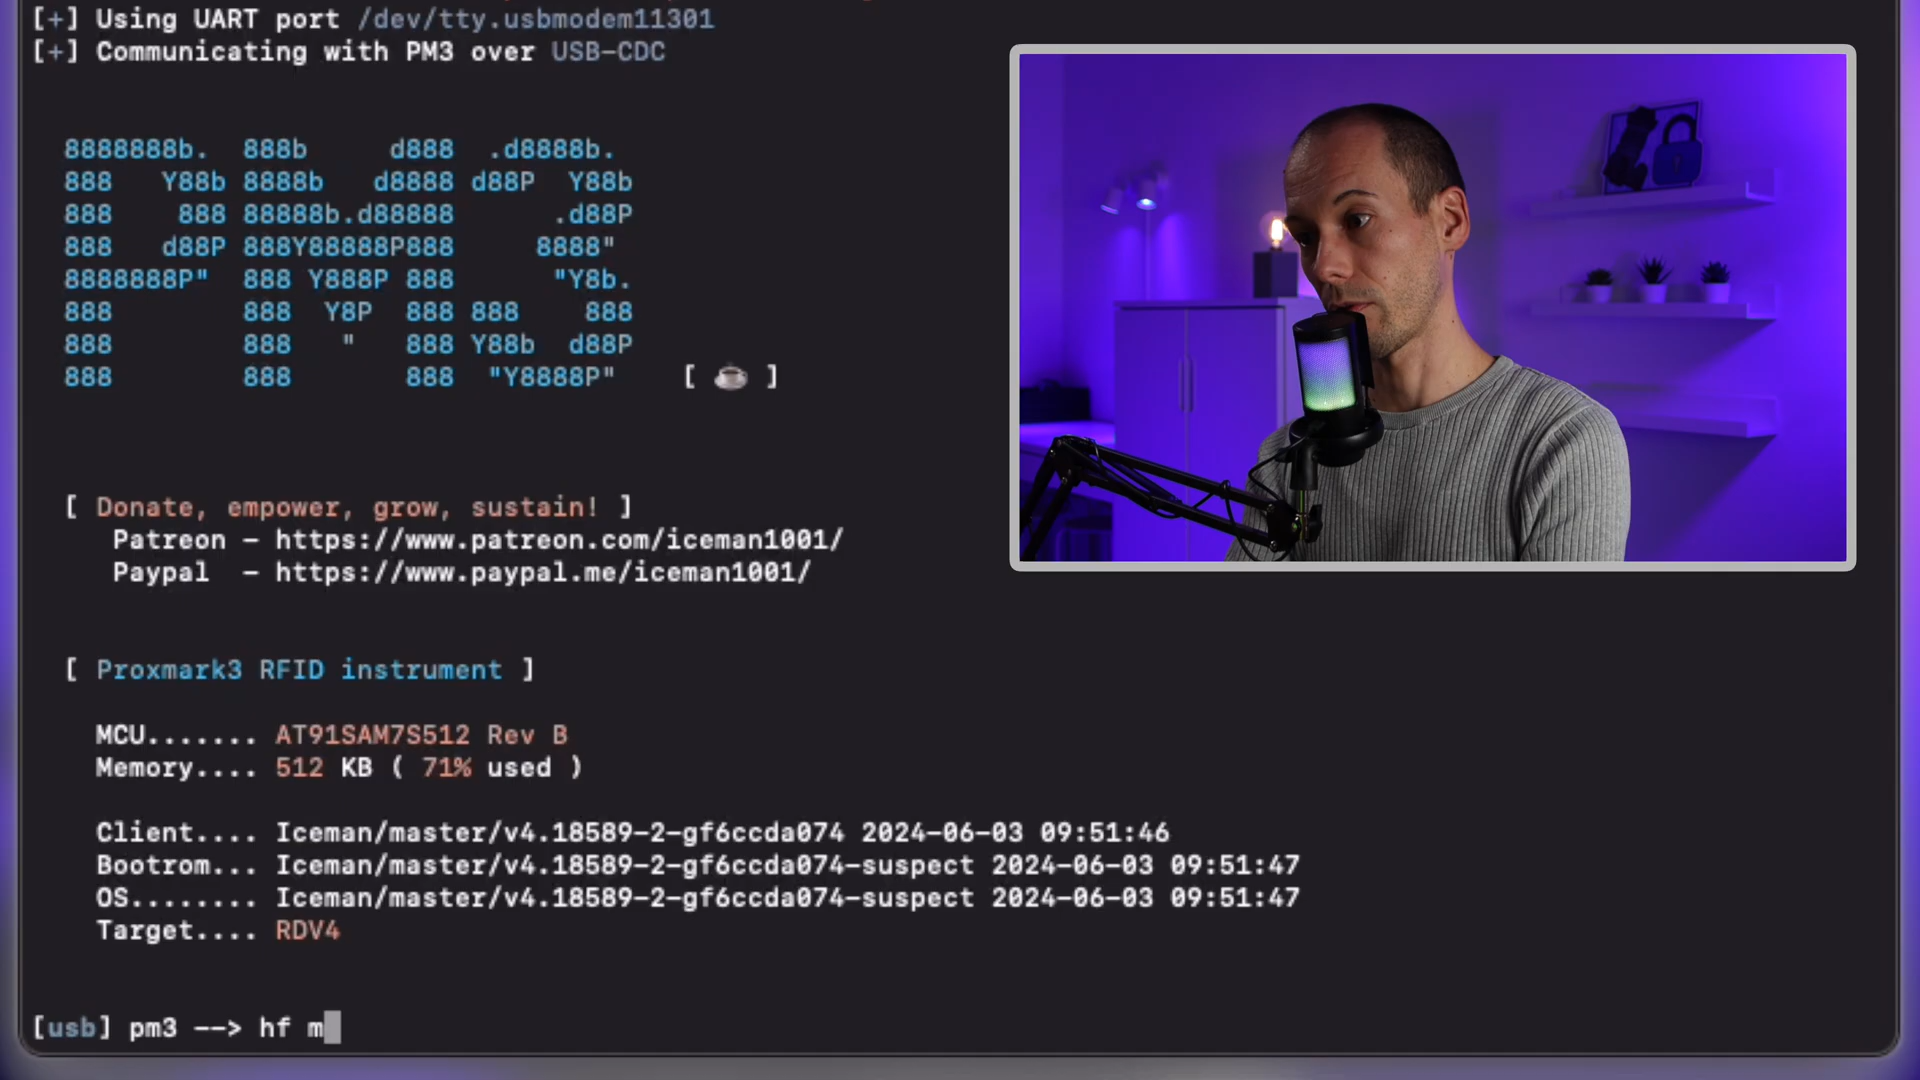 [+] Using UART port /dev/tty.usbmodem11301
[+] Communicating with PM3 over USB-CDC
8888888b.  888b     d888  .d8888b.
888   Y88b 8888b   d8888 d88P  Y88b
888    888 88888b.d88888      .d88P
888   d88P 888Y88888P888     8888"
8888888P"  888 Y888P 888      "Y8b.
888        888  Y8P  888 888    888
888        888   "   888 Y88b  d88P
888        888       888  "Y8888P"    [ ☕ ]
[ Donate, empower, grow, sustain! ]
Patreon - https://www.patreon.com/iceman1001/
Paypal  - https://www.paypal.me/iceman1001/
[ Proxmark3 RFID instrument ]
MCU....... AT91SAM7S512 Rev B
Memory.... 512 KB ( 71% used )
Client.... Iceman/master/v4.18589-2-gf6ccda074 2024-06-03 09:51:46
Bootrom... Iceman/master/v4.18589-2-gf6ccda074-suspect 2024-06-03 09:51:47
OS........ Iceman/master/v4.18589-2-gf6ccda074-suspect 2024-06-03 09:51:47
Target.... RDV4
[usb] pm3 --> hf m